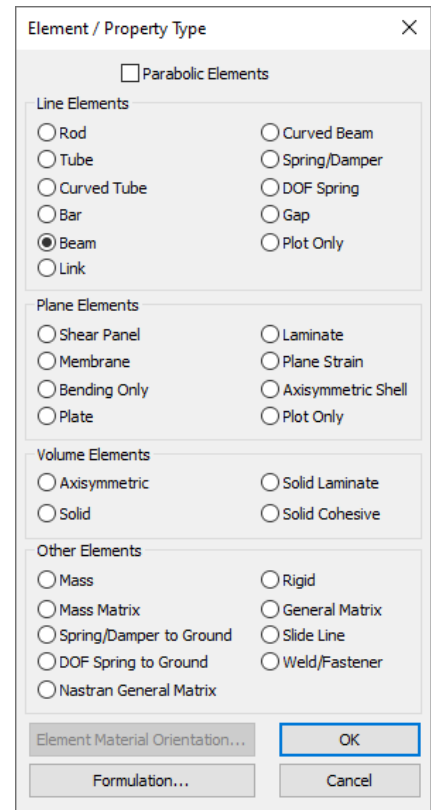 Element / Property Type
Parabolic Elements
Line Elements
Rod
Curved Beam
Tube
Spring/Damper
Curved Tube
DOF Spring
Bar
Gap
Beam
Plot Only
Link
Plane Elements
Shear Panel
Laminate
Membrane
Plane Strain
Bending Only
Axisymmetric Shell
Plate
Plot Only
Volume Elements
Axisymmetric
Solid Laminate
Solid
Solid Cohesive
Other Elements
Mass
Rigid
Mass Matrix
General Matrix
Spring/Damper to Ground
Slide Line
DOF Spring to Ground
Weld/Fastener
Nastran General Matrix
Element Material Orientation...
OK
Formulation...
Cancel